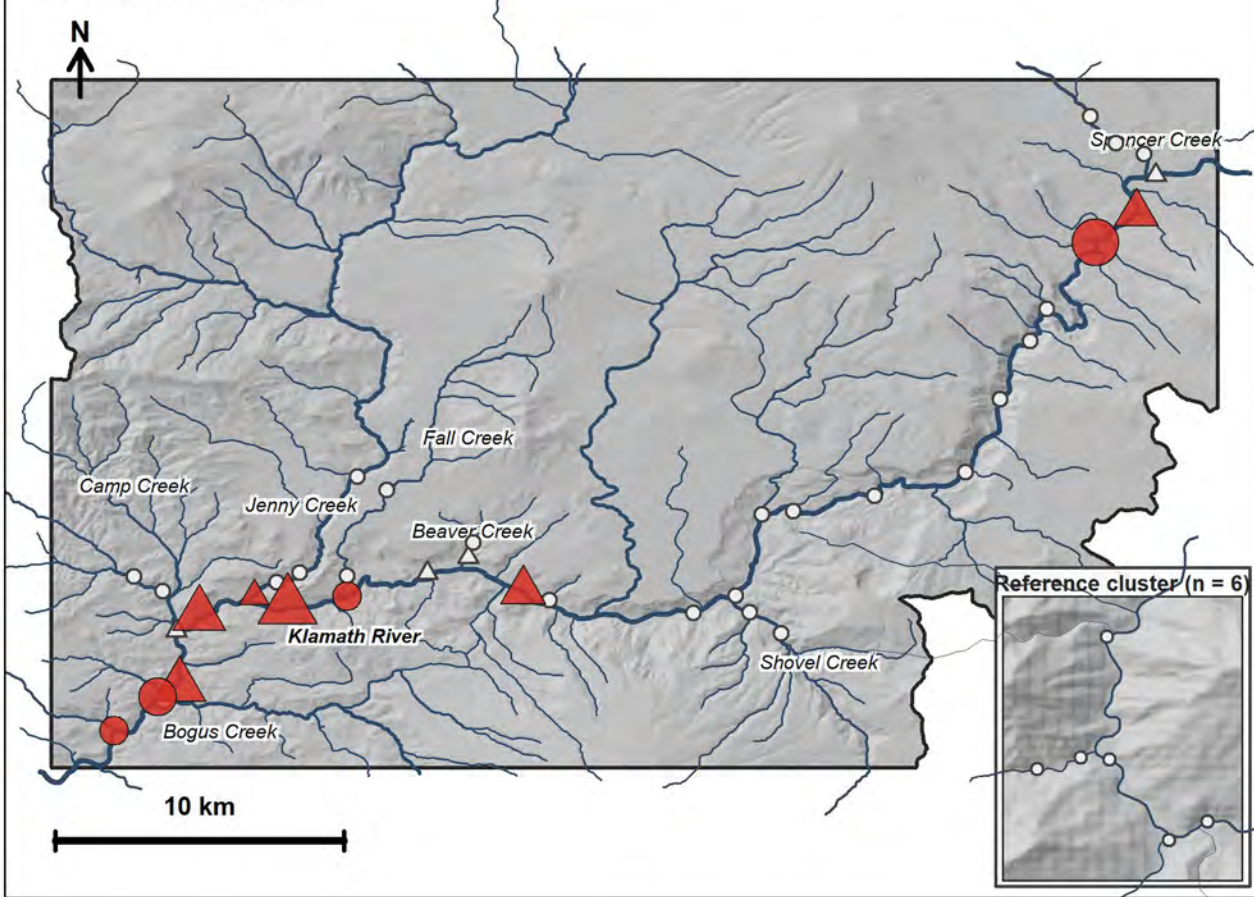 N
Spencer Creek
Fall Creek
Camp Creek
Jenny Creek
Beaver Creek
Reference cluster (n = 6)
Klamath River
Shovel Creek
Bogus Creek
10 km